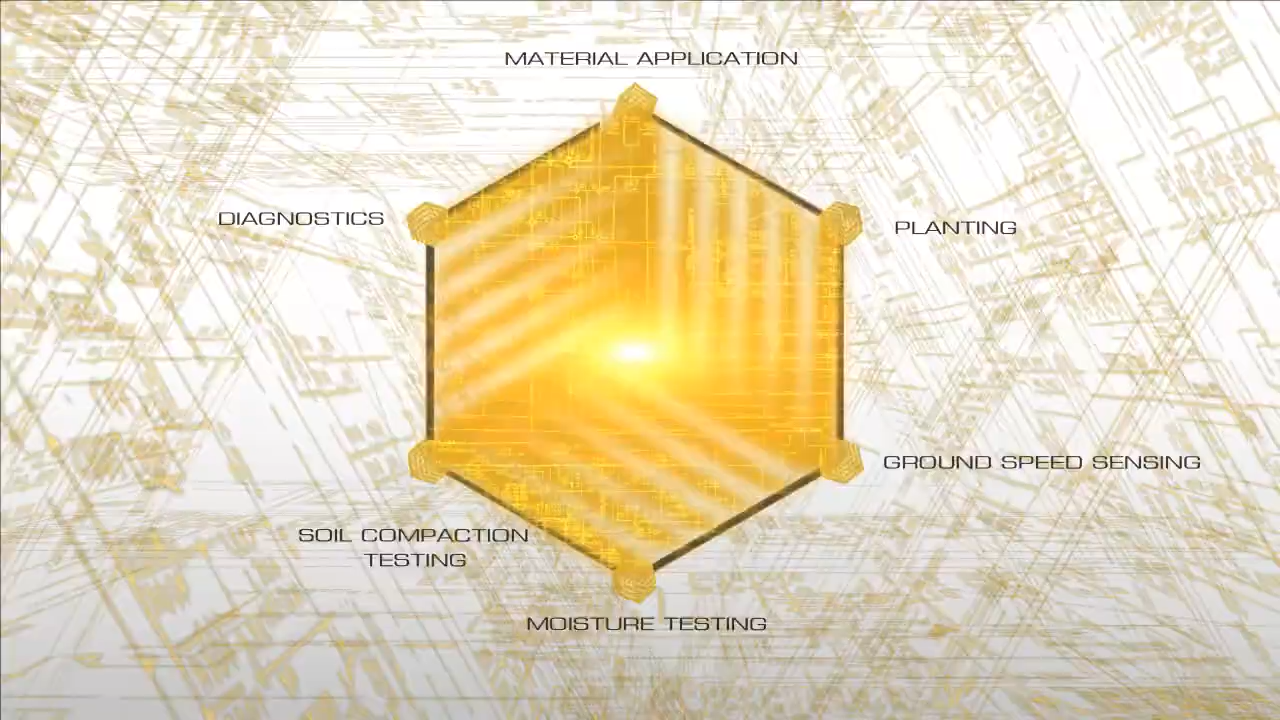 MATERIAL APPLICATION
DIAGNOSTICS
PLANTING
GROUND SPEED SENSING
SOIL COMPACTION
TESTING
MOISTURE TESTING